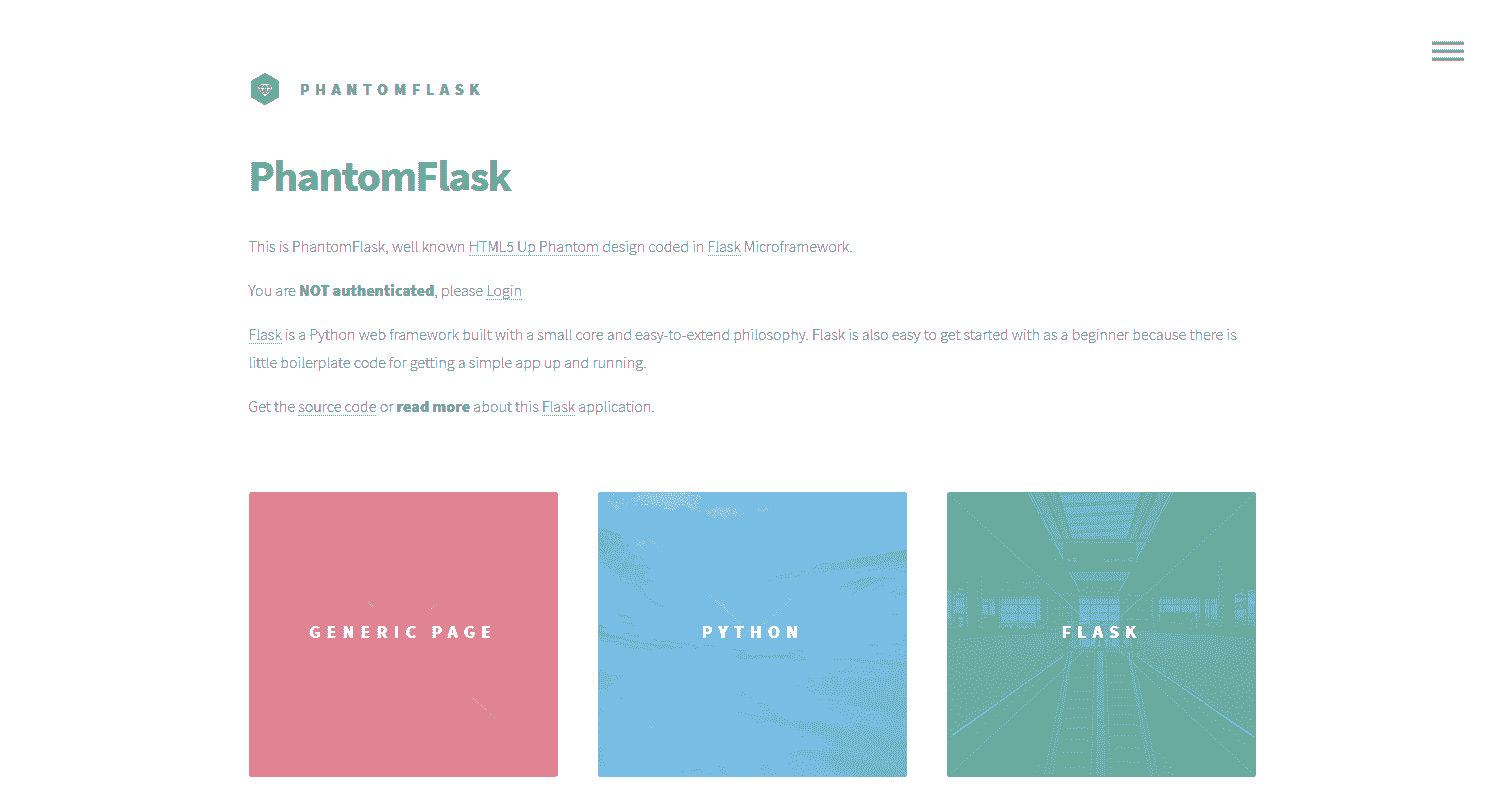 PHANTOMFLASK
PhantomFlask
This is PhantomFlask, well known HTML5 Up Phantom design coded in Flask Microframework.
You are NOT authenticated, please Login
Flask is a Python web framework built with a small core and easy-to-extend philosophy. Flask is also easy to get started with as a beginner because there is
little boilerplate code for getting a simple app up and running.
Get the source code or read more about this Flask application.
GENERIC PAGE
PYTHON
FLASK